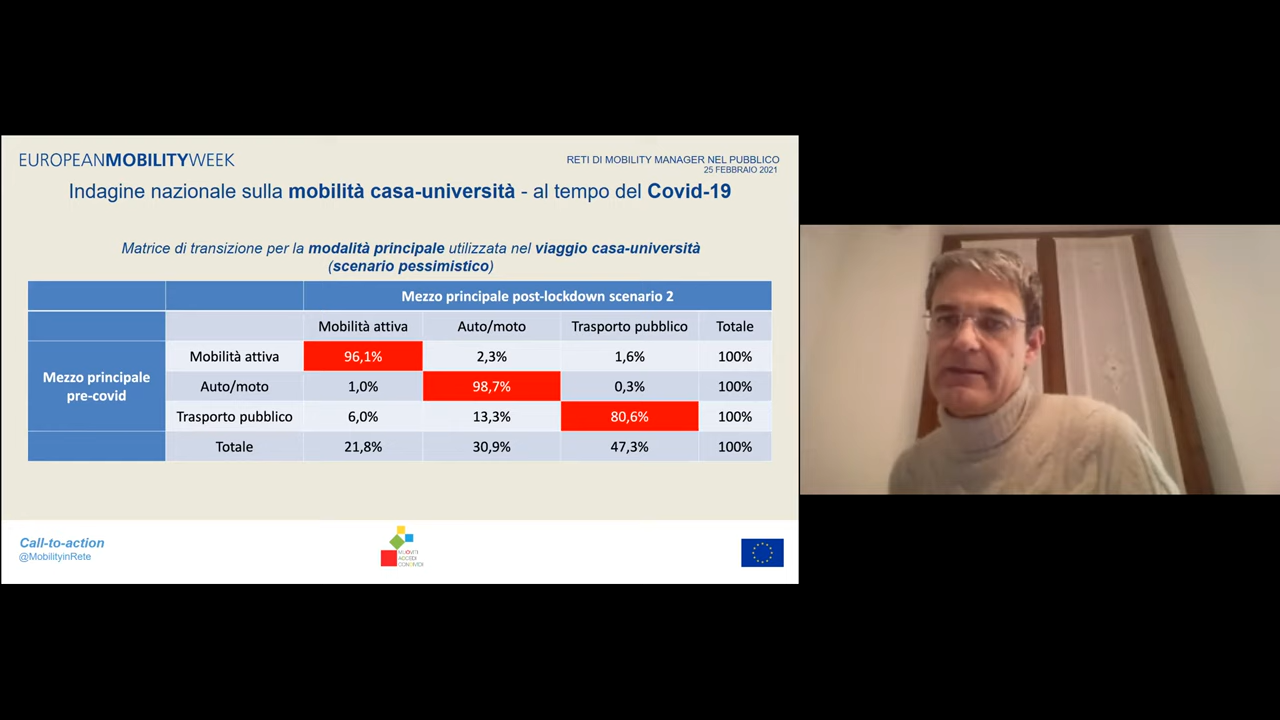 EUROPEANMOBILITYWEEK
RETI DI MOBILITY MANAGER NEL PUBBLICO
25 FEBBRAIO 2021
Indagine nazionale sulla mobilità casa-università - al tempo del Covid-19
Matrice di transizione per la modalità principale utilizzata nel viaggio casa-università
(scenario pessimistico)
Mezzo principale post-lockdown scenario 2
Mobilità attiva Auto/moto Trasporto pubblico Totale
Mezzo principale
pre-covid
Mobilità attiva 96,1% 2,3% 1,6% 100%
Auto/moto 1,0% 98,7% 0,3% 100%
Trasporto pubblico 6,0% 13,3% 80,6% 100%
Totale 21,8% 30,9% 47,3% 100%
Call-to-action
@MobilityinRete
MUOVITI
ACCEDI
CONDIVIDI